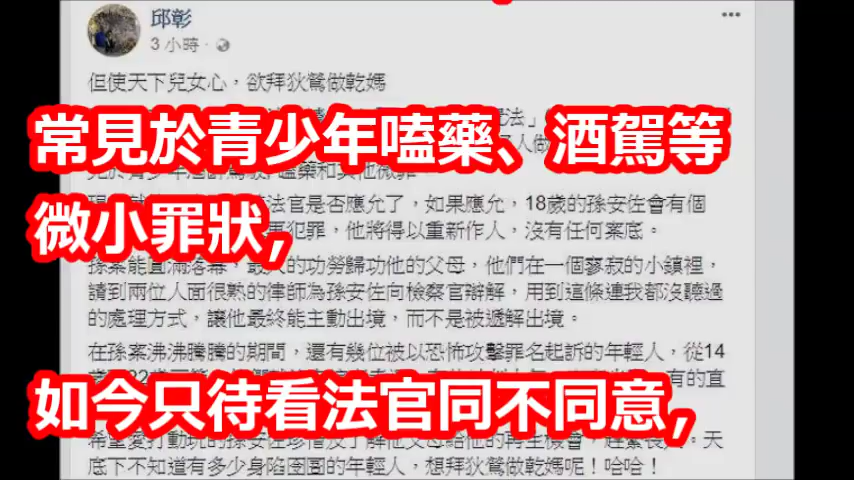 邱彰
3 小時
但使天下兒女心，欲拜狄鶯做乾媽
常見於青少年嗑藥、酒駕等
法官是否應允了，如果應允，18歲的孫安佐會有個
微小罪狀,
犯罪，他將得以重新作人，沒有任何案底。
孫案能圓滿落幕，最大的功勞歸功他的父母，他們在一個寥寂的小鎮裡，
請到兩位人面很熟的律師為孫安佐向檢察官辯解，用到這條連我都沒聽過
的處理方式，讓他最終能主動出境，而不是被遞解出境。
在孫案沸沸騰騰的期間，還有幾位被以恐怖攻擊罪名起訴的年輕人，從14
有的直
如今只待看法官同不同意,
天
底下不知道有多少身陷囹圄的年輕人，想拜狄鶯做乾媽呢！哈哈！